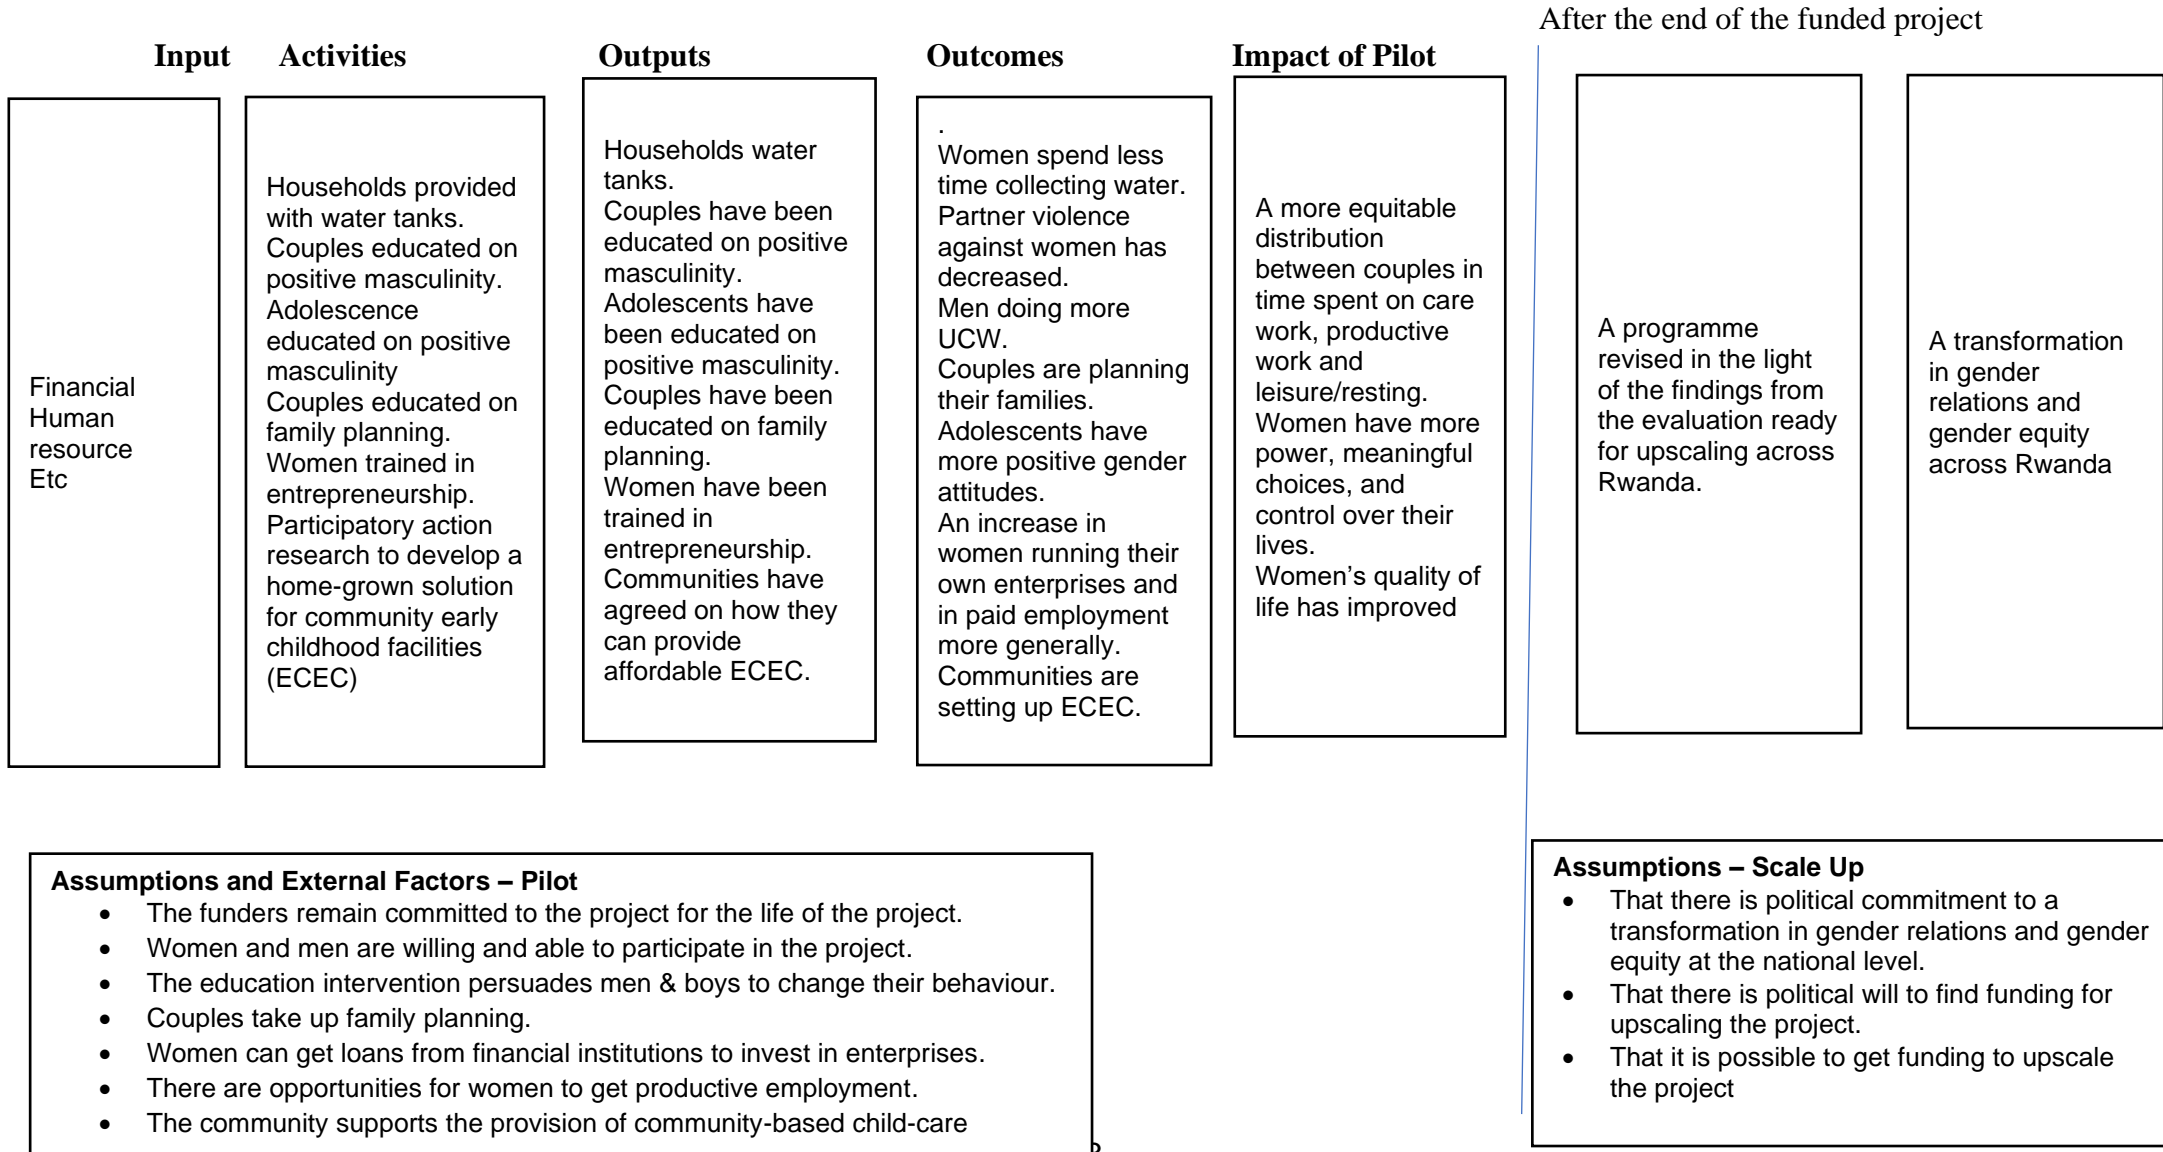 After the end of the funded project
Input
Activities
Outputs
Outcomes
Impact of Pilot
Financial
Human
resource
Etc
Households provided
with water tanks.
Couples educated on
positive masculinity.
Adolescence
educated on positive
masculinity
Couples educated on
family planning.
Women trained in
entrepreneurship.
Participatory action
research to develop a
home-grown solution
for community early
childhood facilities
(ECEC)
Households water
tanks.
Couples have been
educated on positive
masculinity.
Adolescents have
been educated on
positive masculinity.
Couples have been
educated on family
planning.
Women have been
trained in
entrepreneurship.
Communities have
agreed on how they
can provide
affordable ECEC.
.
Women spend less
time collecting water.
Partner violence
against women has
decreased.
Men doing more
UCW.
Couples are planning
their families.
Adolescents have
more positive gender
attitudes.
An increase in
women running their
own enterprises and
in paid employment
more generally.
Communities are
setting up ECEC.
A more equitable
distribution
between couples in
time spent on care
work, productive
work and
leisure/resting.
Women have more
power, meaningful
choices, and
control over their
lives.
Women’s quality of
life has improved
A programme
revised in the light
of the findings from
the evaluation ready
for upscaling across
Rwanda.
A transformation
in gender
relations and
gender equity
across Rwanda
Assumptions and External Factors – Pilot
• The funders remain committed to the project for the life of the project.
• Women and men are willing and able to participate in the project.
• The education intervention persuades men & boys to change their behaviour.
• Couples take up family planning.
• Women can get loans from financial institutions to invest in enterprises.
• There are opportunities for women to get productive employment.
• The community supports the provision of community-based child-care
Assumptions – Scale Up
• That there is political commitment to a
transformation in gender relations and gender
equity at the national level.
• That there is political will to find funding for
upscaling the project.
• That it is possible to get funding to upscale
the project